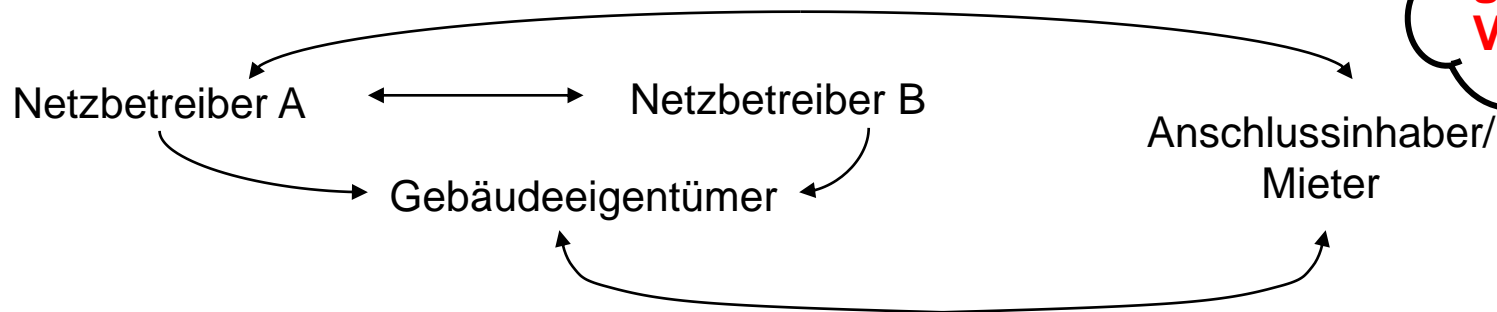 Netzbetreiber A
Netzbetreiber B
Anschlussinhaber/
Mieter
Gebäudeeigentümer